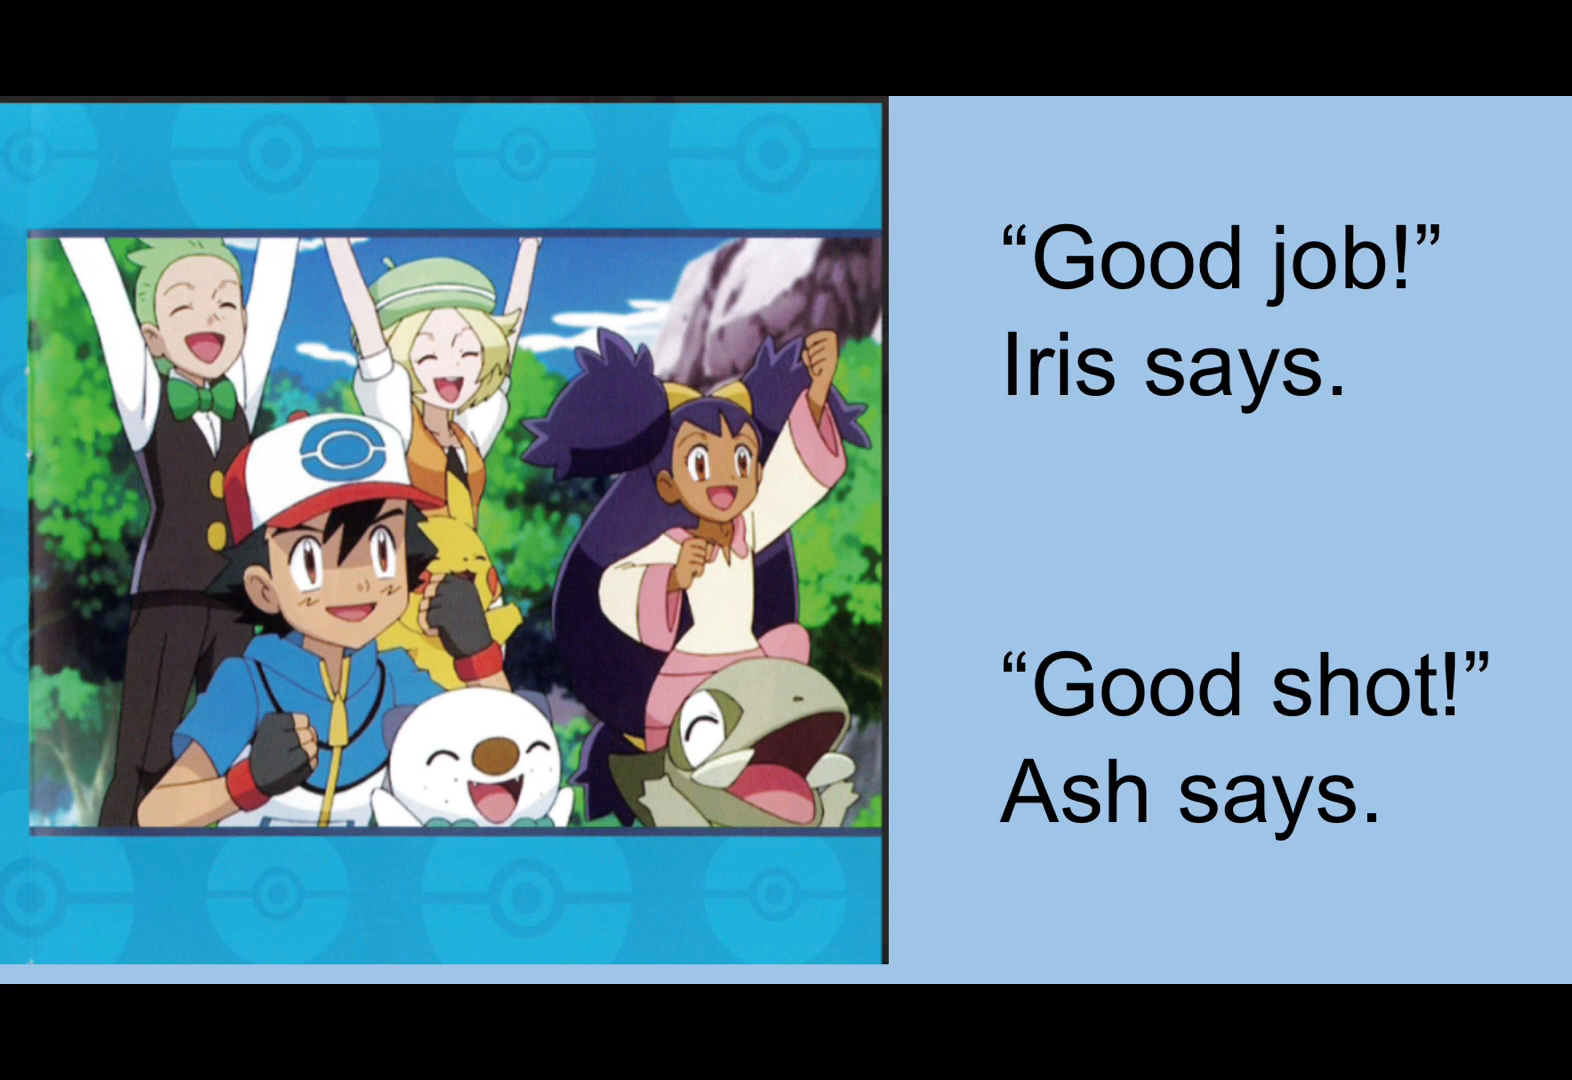 “Good job!”
Iris says.
“Good shot!”
Ash says.